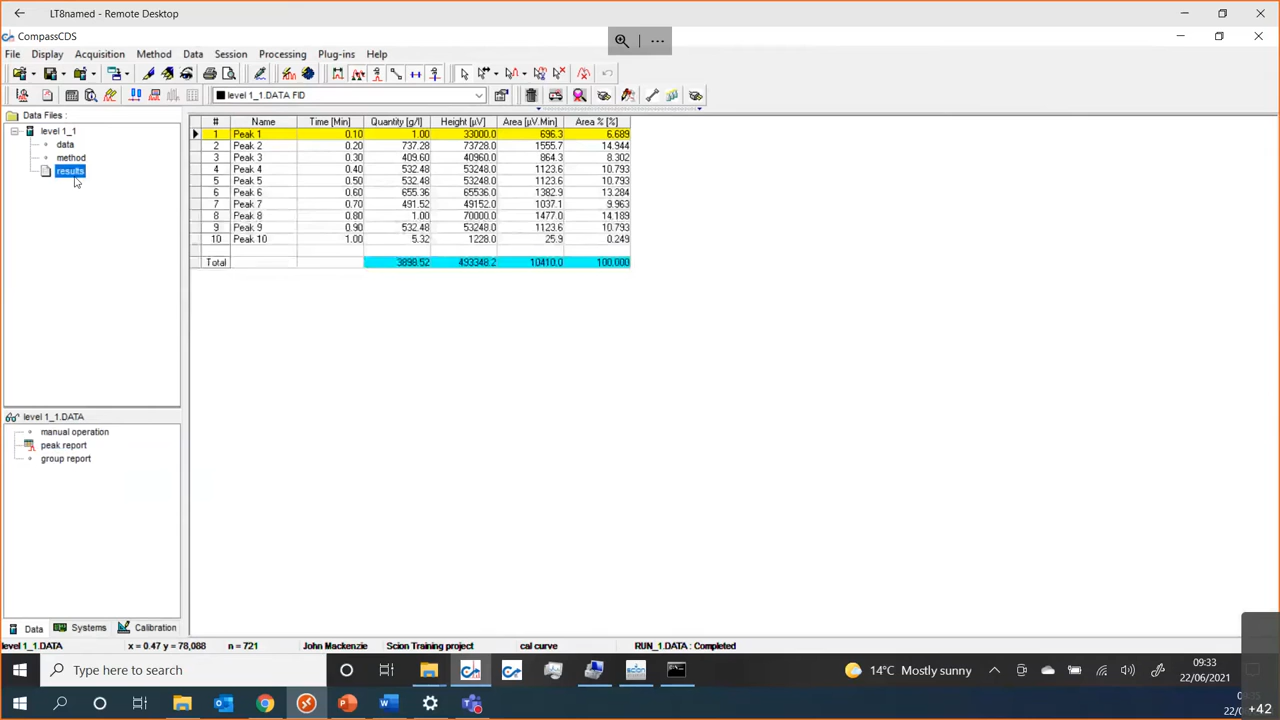 LT8named - Remote Desktop
CompassCDS
File Display Acquisition Method Data Session Processing Plug-ins Help
level 1_1.DATA FID
Data Files :
level 1_1
data
method
results
# Name Time [Min] Quantity [g/l] Height [µV] Area [µV.Min] Area % [%]
1 Peak 1 0.10 1.00 33000.0 696.3 6.689
2 Peak 2 0.20 737.28 73728.0 1555.7 14.944
3 Peak 3 0.30 409.60 40960.0 864.3 8.302
4 Peak 4 0.40 532.48 53248.0 1123.6 10.793
5 Peak 5 0.50 532.48 53248.0 1123.6 10.793
6 Peak 6 0.60 655.36 65536.0 1382.9 13.284
7 Peak 7 0.70 491.52 49152.0 1037.1 9.963
8 Peak 8 0.80 1.00 70000.0 1477.0 14.189
9 Peak 9 0.90 532.48 53248.0 1123.6 10.793
10 Peak 10 1.00 5.32 1228.0 25.9 0.249
Total 3898.52 493348.2 10410.0 100.000
level 1_1.DATA
manual operation
peak report
group report
Data Systems Calibration
level 1_1.DATA x = 0.47 y = 78,088 n = 721 John Mackenzie Scion Training project cal curve RUN_1.DATA : Completed
Type here to search
14°C Mostly sunny
09:33
22/06/2021
+42